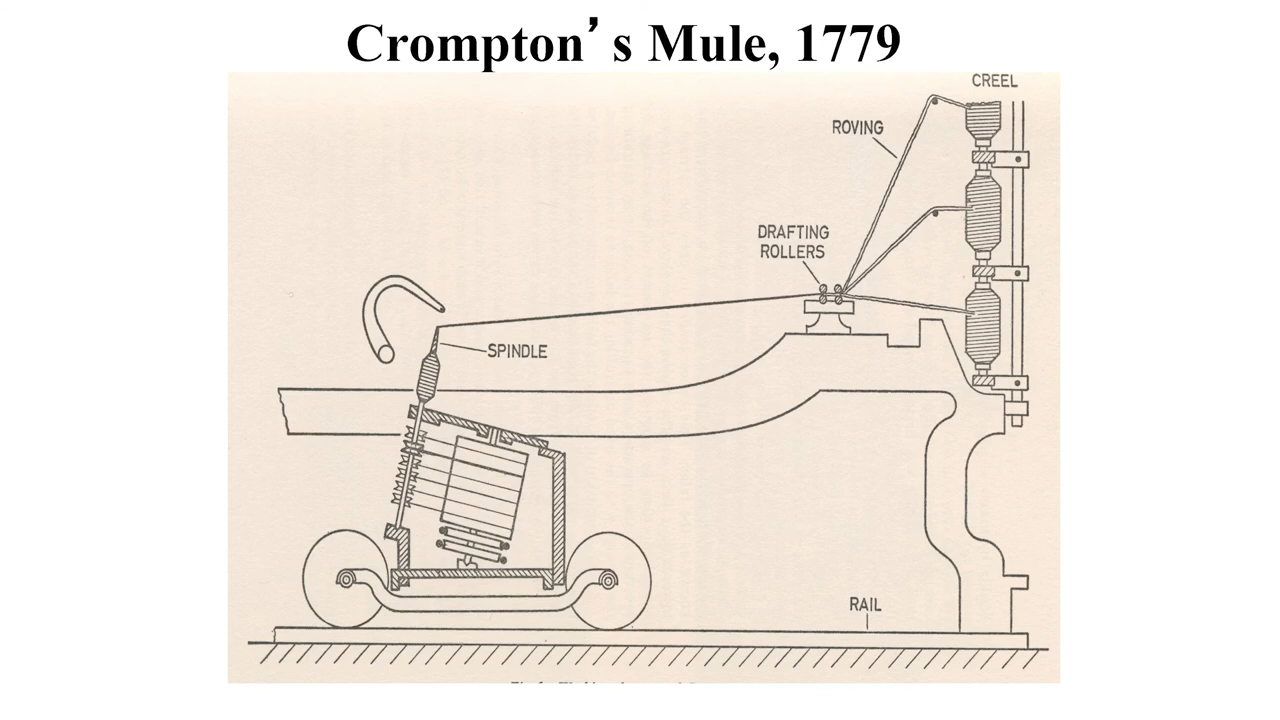 Crompton’s Mule, 1779
CREEL
ROVING
DRAFTING
ROLLERS
SPINDLE
RAIL